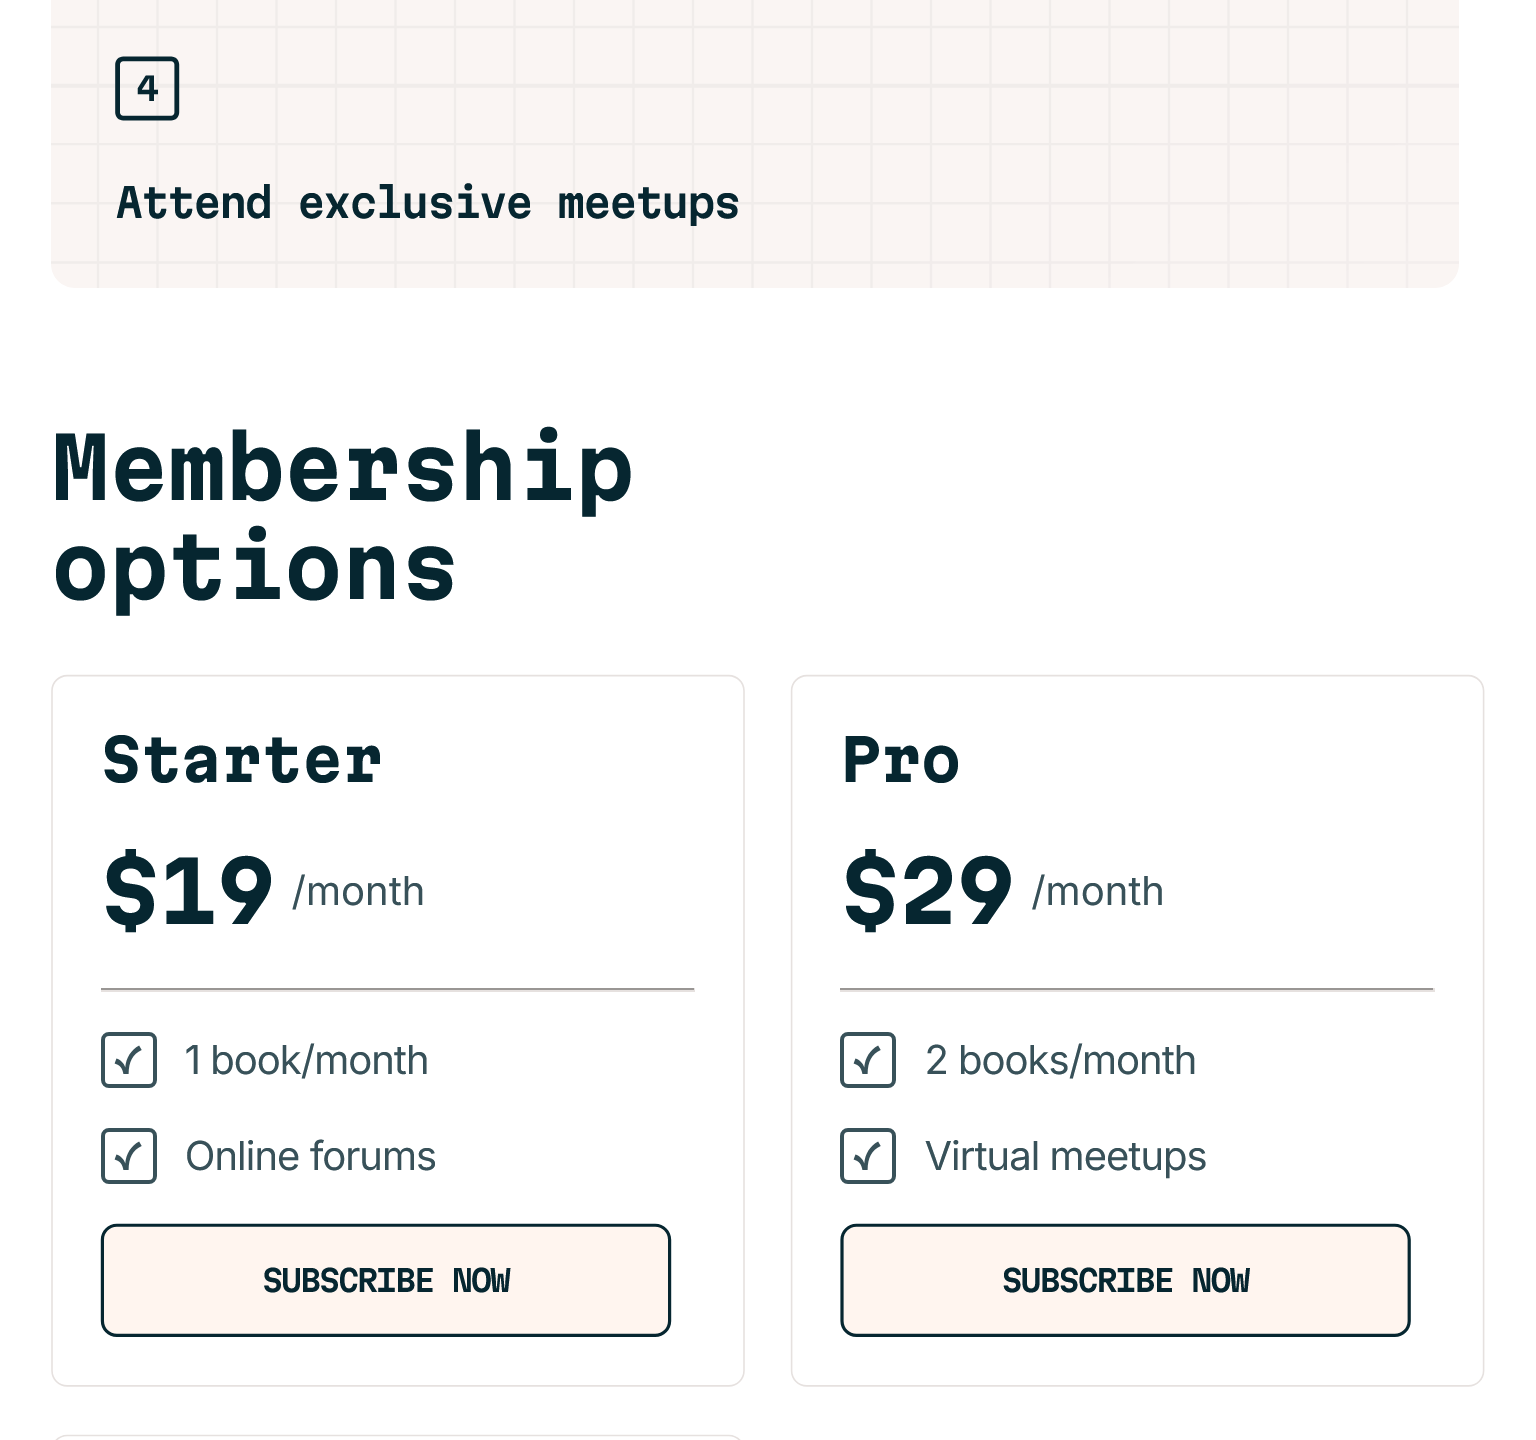 4
Attend exclusive meetups
Membership
options
Starter
$19 /month
1 book/month
Online forums
SUBSCRIBE NOW
Pro
$29 /month
2 books/month
Virtual meetups
SUBSCRIBE NOW